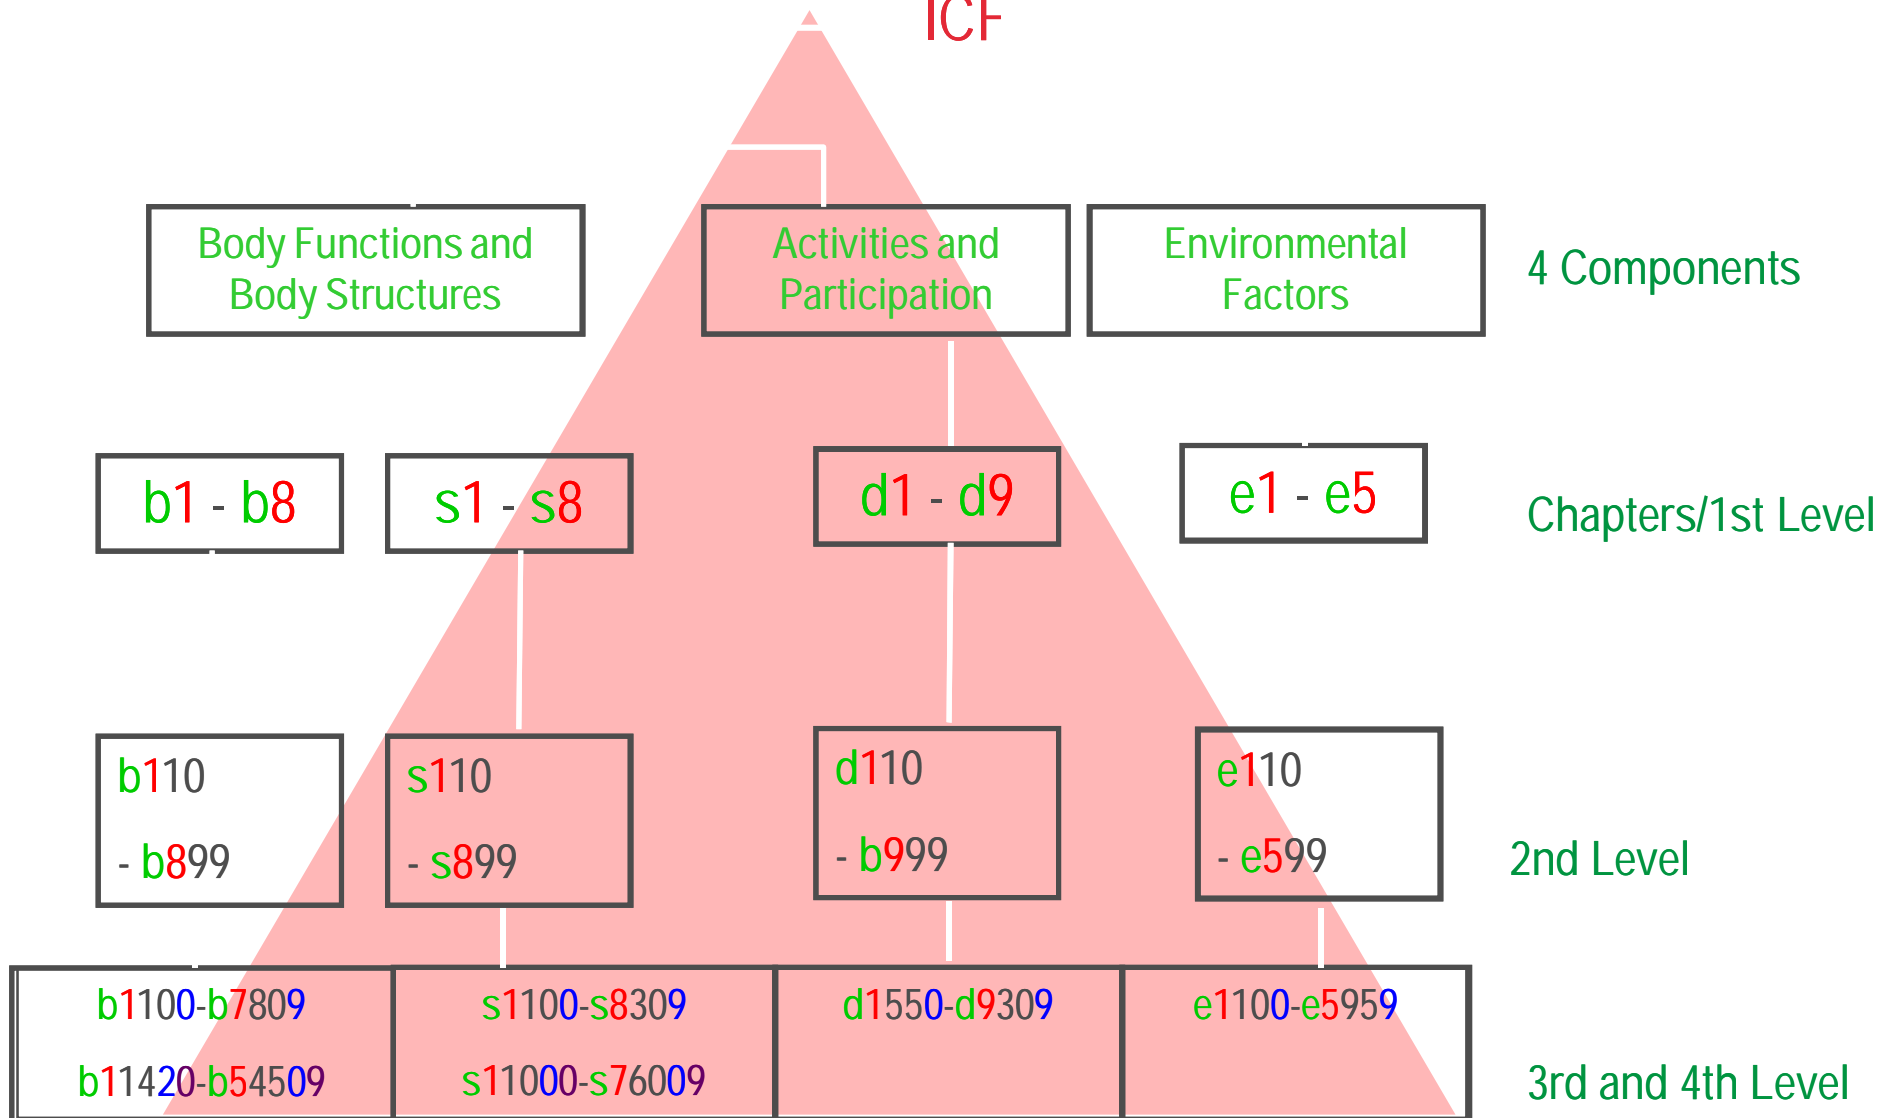 ICF
Body Functions and
Body Structures
Activities and
Participation
Environmental
Factors
4 Components
b1 - b8
s1 - s8
d1 - d9
e1 - e5
Chapters/1st Level
b110
- b899
s110
- s899
d110
- b999
e110
- e599
2nd Level
b1100-b7809
s1100-s8309
d1550-d9309
e1100-e5959
b11420-b54509
s11000-s76009
3rd and 4th Level